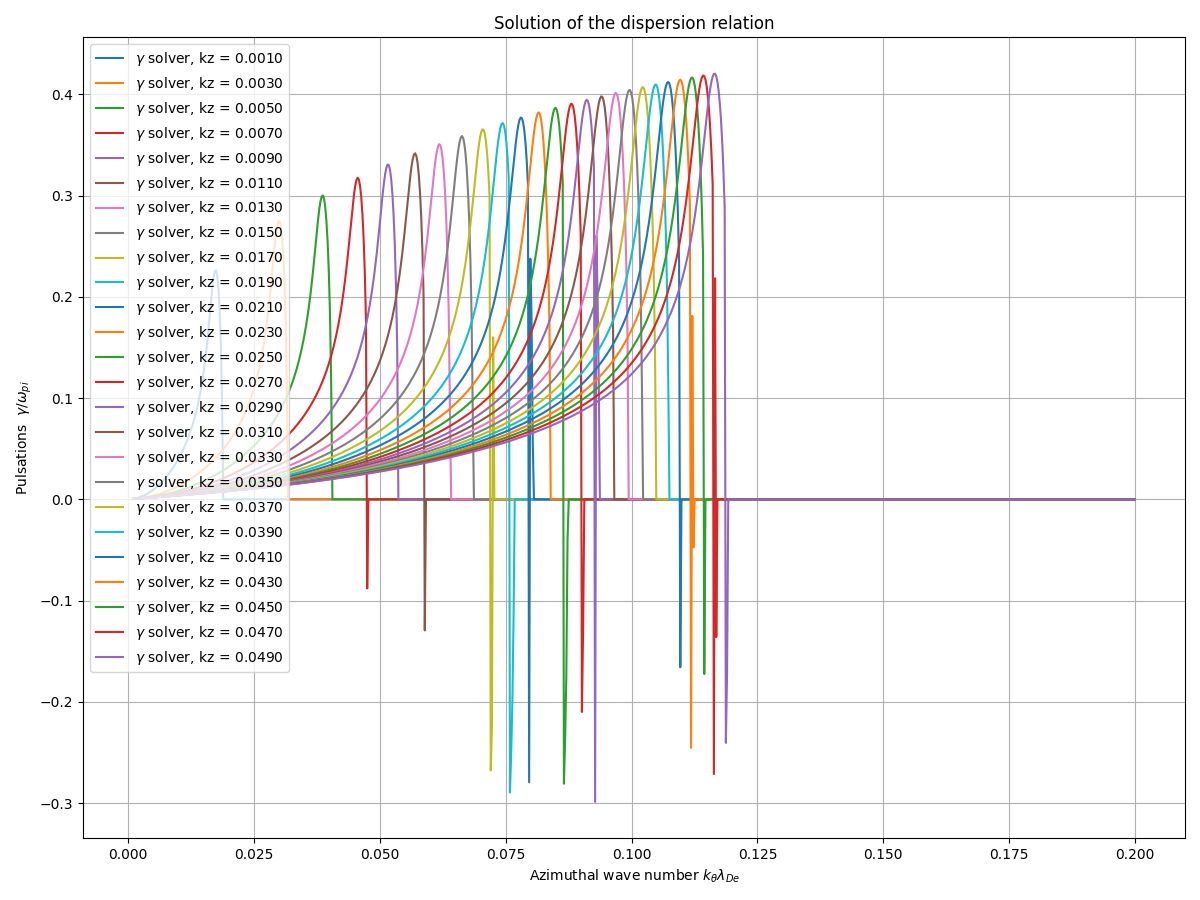 Solution of the dispersion relation
γ solver, kz = 0.0010
γ solver, kz = 0.0030
γ solver, kz = 0.0050
γ solver, kz = 0.0070
γ solver, kz = 0.0090
γ solver, kz = 0.0110
γ solver, kz = 0.0130
γ solver, kz = 0.0150
γ solver, kz = 0.0170
γ solver, kz = 0.0190
γ solver, kz = 0.0210
γ solver, kz = 0.0230
γ solver, kz = 0.0250
γ solver, kz = 0.0270
γ solver, kz = 0.0290
γ solver, kz = 0.0310
γ solver, kz = 0.0330
γ solver, kz = 0.0350
γ solver, kz = 0.0370
γ solver, kz = 0.0390
γ solver, kz = 0.0410
γ solver, kz = 0.0430
γ solver, kz = 0.0450
γ solver, kz = 0.0470
γ solver, kz = 0.0490
Pulsations γ/ω_{pi}
0.4
0.3
0.2
0.1
0.0
−0.1
−0.2
−0.3
0.000 0.025 0.050 0.075 0.100 0.125 0.150 0.175 0.200
Azimuthal wave number k_θλ_{De}